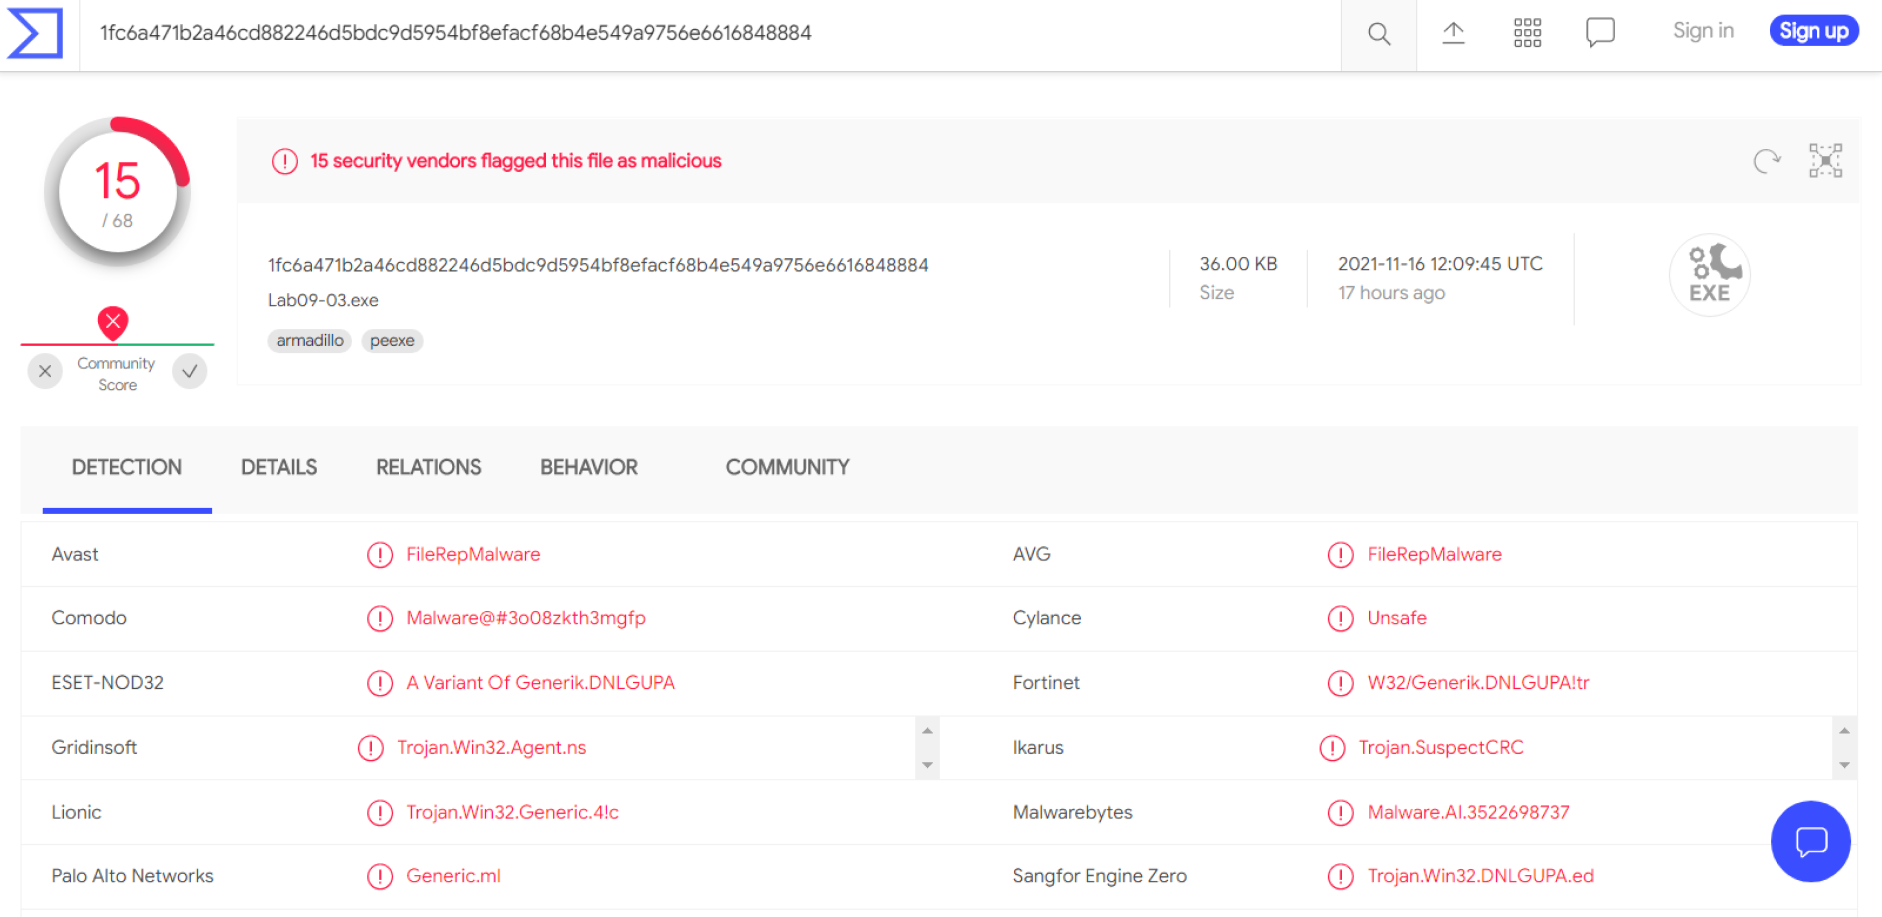 1fc6a471b2a46cd882246d5bdc9d5954bf8efacf68b4e549a9756e6616848884
Sign in
Sign up
15
/ 68
15 security vendors flagged this file as malicious
1fc6a471b2a46cd882246d5bdc9d5954bf8efacf68b4e549a9756e6616848884
36.00 KB
2021-11-16 12:09:45 UTC
Lab09-03.exe
Size
17 hours ago
EXE
armadillo
peexe
Community
Score
DETECTION DETAILS RELATIONS BEHAVIOR COMMUNITY
Avast FileRepMalware AVG FileRepMalware
Comodo Malware@#3o08zkth3mgfp Cylance Unsafe
ESET-NOD32 A Variant Of Generik.DNLGUPA Fortinet W32/Generik.DNLGUPA!tr
Gridinsoft Trojan.Win32.Agent.ns Ikarus Trojan.SuspectCRC
Lionic Trojan.Win32.Generic.4!c Malwarebytes Malware.AI.3522698737
Palo Alto Networks Generic.ml Sangfor Engine Zero Trojan.Win32.DNLGUPA.ed